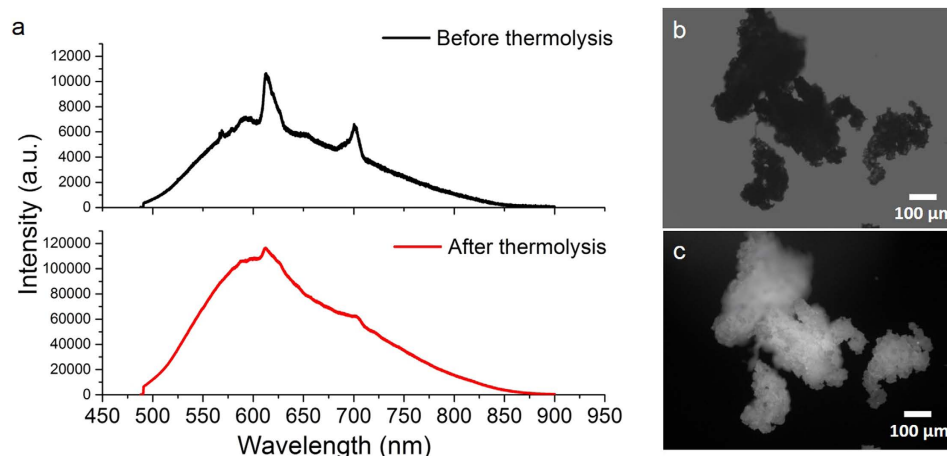 a
Before thermolysis
12000
10000
8000
6000
4000
2000
0
After thermolysis
120000
100000
80000
60000
40000
20000
0
Intensity (a.u.)
450 500 550 600 650 700 750 800 850 900 950
Wavelength (nm)
b
100 µm
c
100 µm